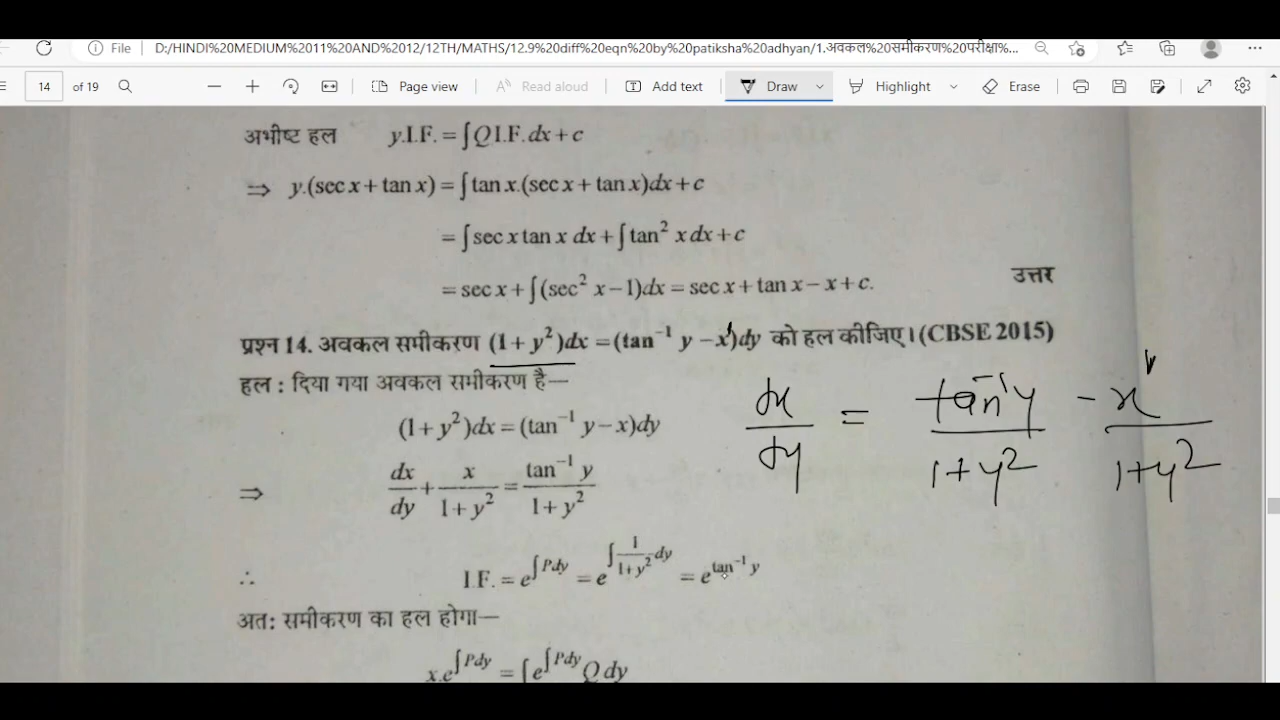 File D:/HINDI%20MEDIUM%2011%20AND%2012/12TH/MATHS/12.9%20diff%20eqn%20by%20patiksha%20adhyan/1.अवकल%20समीकरण%20परीक्षा%...
14 of 19 Page view Read aloud Add text Draw Highlight Erase
अभीष्ट हल y.I.F. = ∫QI.F.dx + c
⇒ y.(sec x + tan x) = ∫tan x.(sec x + tan x)dx + c
= ∫sec x tan x dx + ∫tan² x dx + c
= sec x + ∫(sec² x − 1)dx = sec x + tan x − x + c. उत्तर
प्रश्न 14. अवकल समीकरण (1 + y²)dx = (tan⁻¹ y − x)dy को हल कीजिए। (CBSE 2015)
हल : दिया गया अवकल समीकरण है—
(1 + y²)dx = (tan⁻¹ y − x)dy
⇒ dx/dy + x/(1 + y²) = tan⁻¹ y/(1 + y²)
dx/dy = tan⁻¹y/(1+y²) − x/(1+y²)
∴ I.F. = e^∫Pdy = e^∫1/(1+y²)dy = e^tan⁻¹ y
अतः समीकरण का हल होगा—
x.e^∫Pdy = ∫e^∫Pdy Q dy